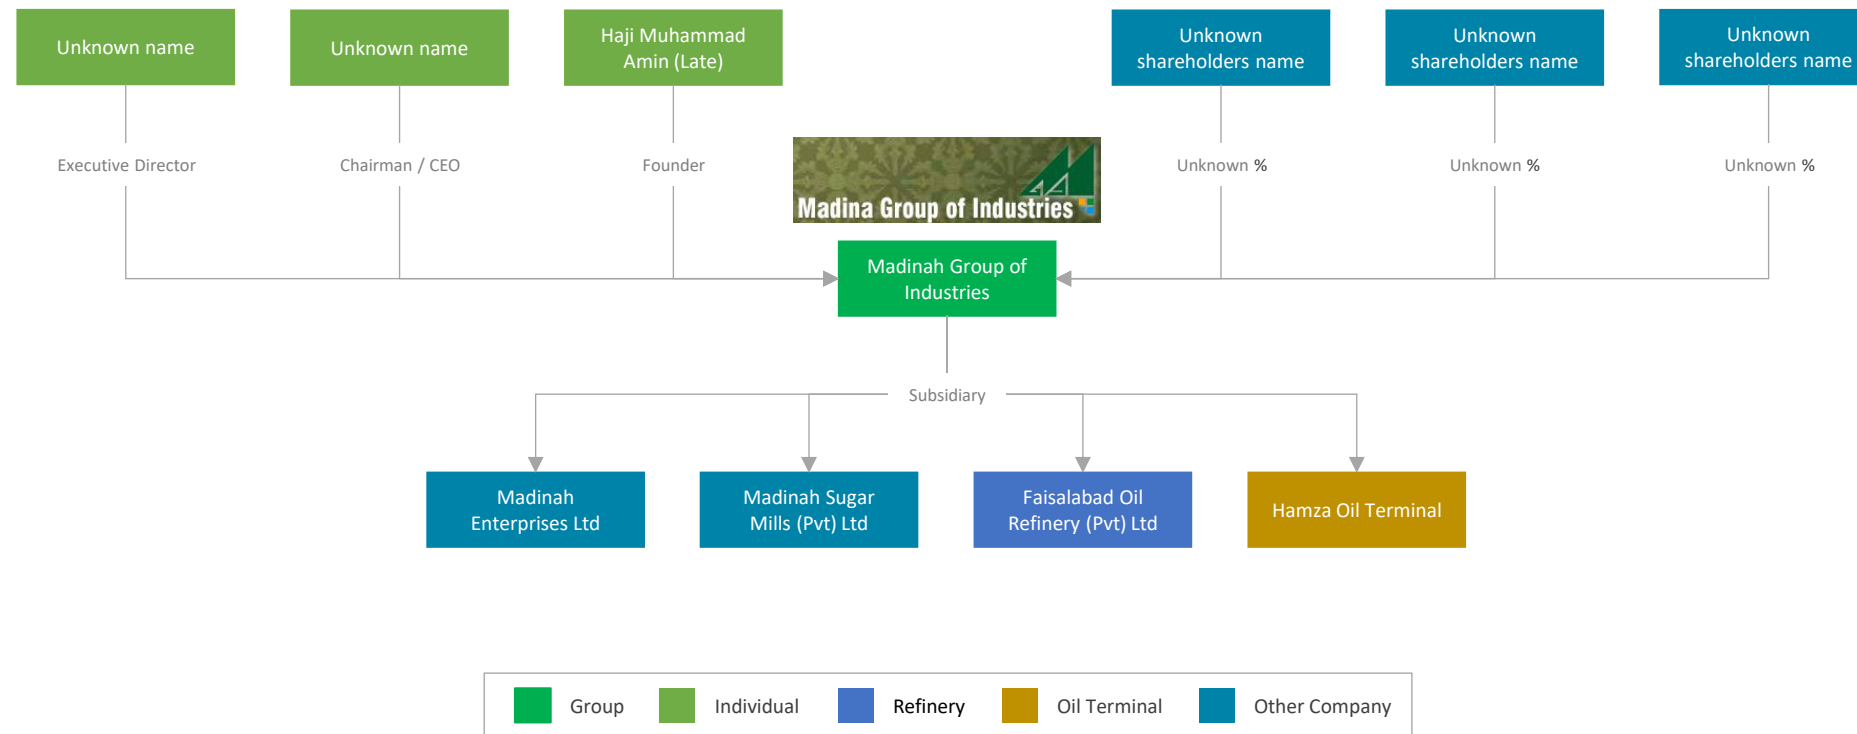 Unknown name
Unknown name
Haji Muhammad
Amin (Late)
Unknown
shareholders name
Unknown
shareholders name
Unknown
shareholders name
Executive Director
Chairman / CEO
Founder
Unknown %
Unknown %
Unknown %
Madina Group of Industries
Madinah Group of
Industries
Subsidiary
Madinah
Enterprises Ltd
Madinah Sugar
Mills (Pvt) Ltd
Faisalabad Oil
Refinery (Pvt) Ltd
Hamza Oil Terminal
Group
Individual
Refinery
Oil Terminal
Other Company